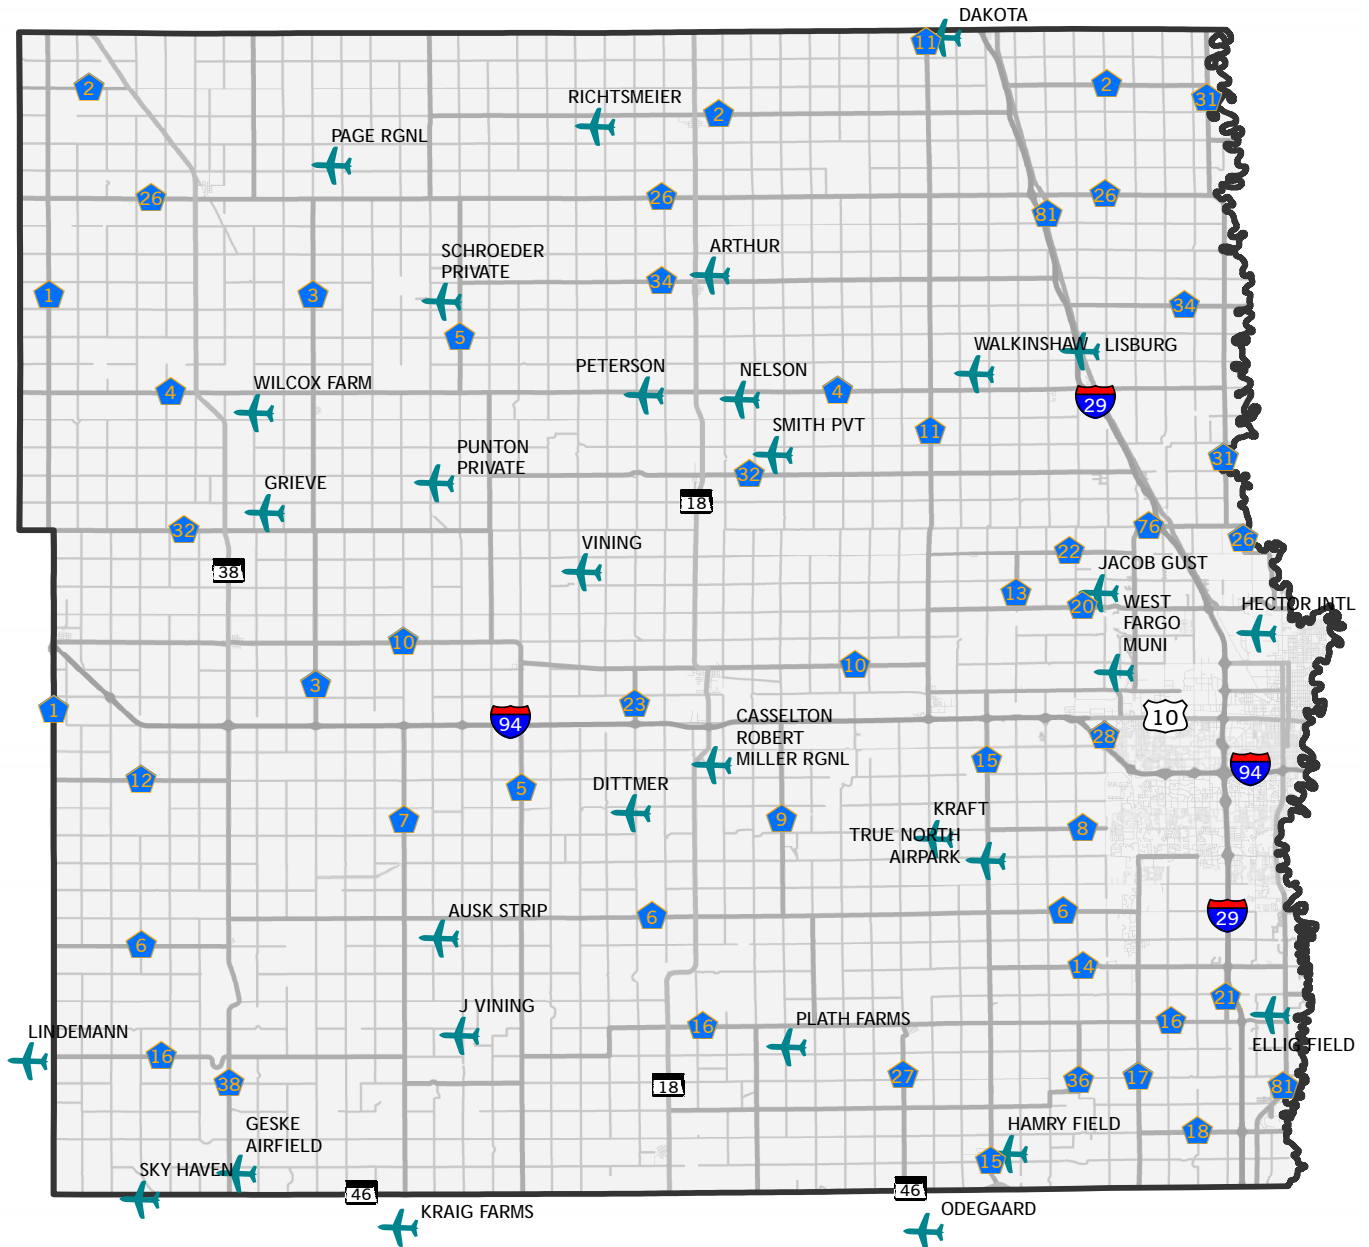 DAKOTA
11
2
2
31
RICHTSMEIER
2
PAGE RGNL
26
26
26
81
SCHROEDER
PRIVATE
ARTHUR
34
1
3
34
5
WALKINSHAW
LISBURG
PETERSON
NELSON
WILCOX FARM
4
4
29
SMITH PVT
11
PUNTON
PRIVATE
31
32
GRIEVE
18
32
76
26
VINING
22
38
JACOB GUST
13
20
WEST
FARGO
MUNI
HECTOR INTL
10
10
3
1
23
94
CASSELTON
ROBERT
MILLER RGNL
10
28
15
94
12
DITTMER
5
7
9
KRAFT
8
TRUE NORTH
AIRPARK
AUSK STRIP
6
6
29
6
14
21
J VINING
PLATH FARMS
16
16
LINDEMANN
ELLIG FIELD
16
38
18
27
36
17
81
GESKE
AIRFIELD
HAMRY FIELD
18
15
SKY HAVEN
46
46
KRAIG FARMS
ODEGAARD